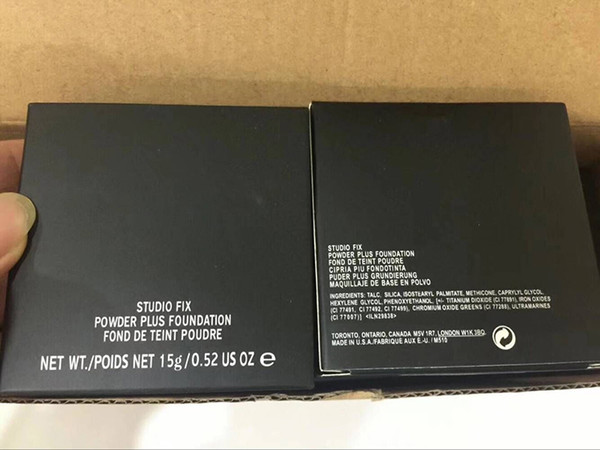 STUDIO FIX
POWDER PLUS FOUNDATION
FOND DE TEINT POUDRE
NET WT./POIDS NET 15g/0.52 US OZ e
STUDIO FIX
POWDER PLUS FOUNDATION
FOND DE TEINT POUDRE
CIPRIA PIU FONDOTINTA
PUDER PLUS GRUNDIERUNG
MAQUILLAJE DE BASE EN POLVO
INGREDIENTS: TALC, SILICA, ISOSTEARYL PALMITATE, METHICONE, CAPRYLYL GLYCOL,
HEXYLENE GLYCOL, PHENOXYETHANOL, [+/- TITANIUM DIOXIDE (CI 77891), IRON OXIDES
(CI 77491, CI 77492, CI 77499), CHROMIUM OXIDE GREENS (CI 77288), ULTRAMARINES
(CI 77007)] <ILN29838>
TORONTO, ONTARIO, CANADA M5V 1R7, LONDON W1K 3BQ.
MADE IN U.S.A./FABRIQUE AUX E.-U. / M510